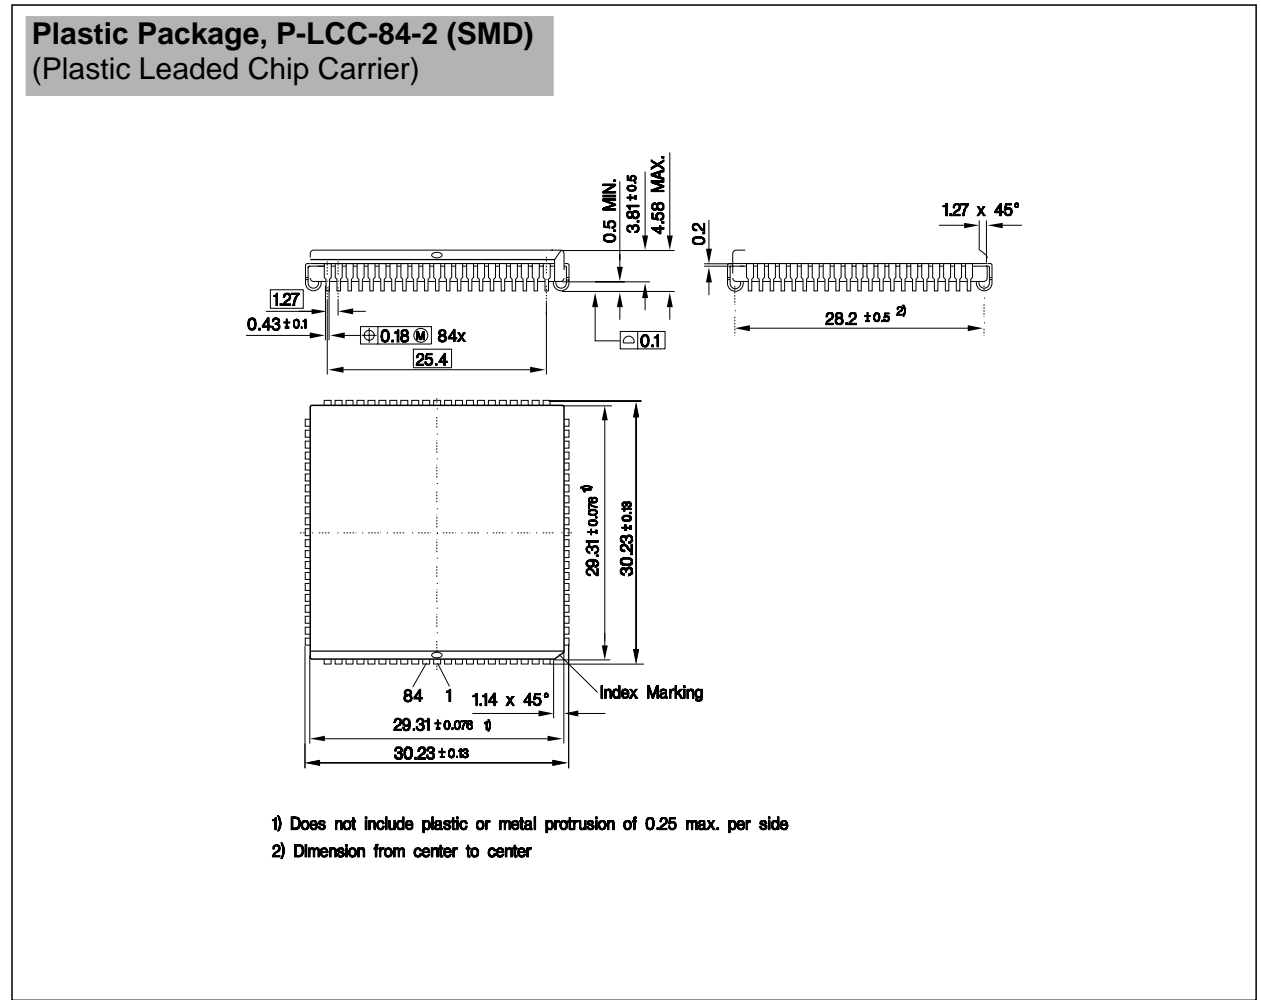 Plastic Package, P-LCC-84-2 (SMD)
(Plastic Leaded Chip Carrier)
0.5 MIN.
3.81 ± 0.5
4.58 MAX.
0.2
1.27 x 45°
1.27
0.43 ± 0.1
0.18 Ⓜ 84x
25.4
0.1
28.2 ± 0.5 2)
29.31 ± 0.076 1)
30.23 ± 0.13
84 1
1.14 x 45°
Index Marking
29.31 ± 0.076 1)
30.23 ± 0.13
1) Does not include plastic or metal protrusion of 0.25 max. per side
2) Dimension from center to center